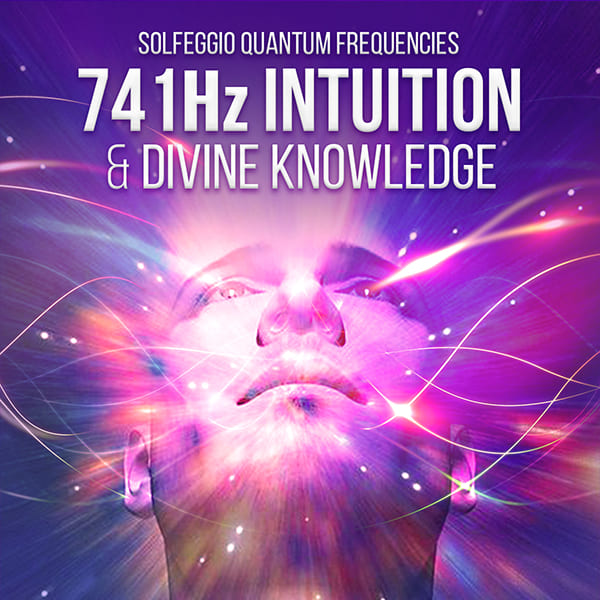 SOLFEGGIO QUANTUM FREQUENCIES
741Hz INTUITION
& DIVINE KNOWLEDGE